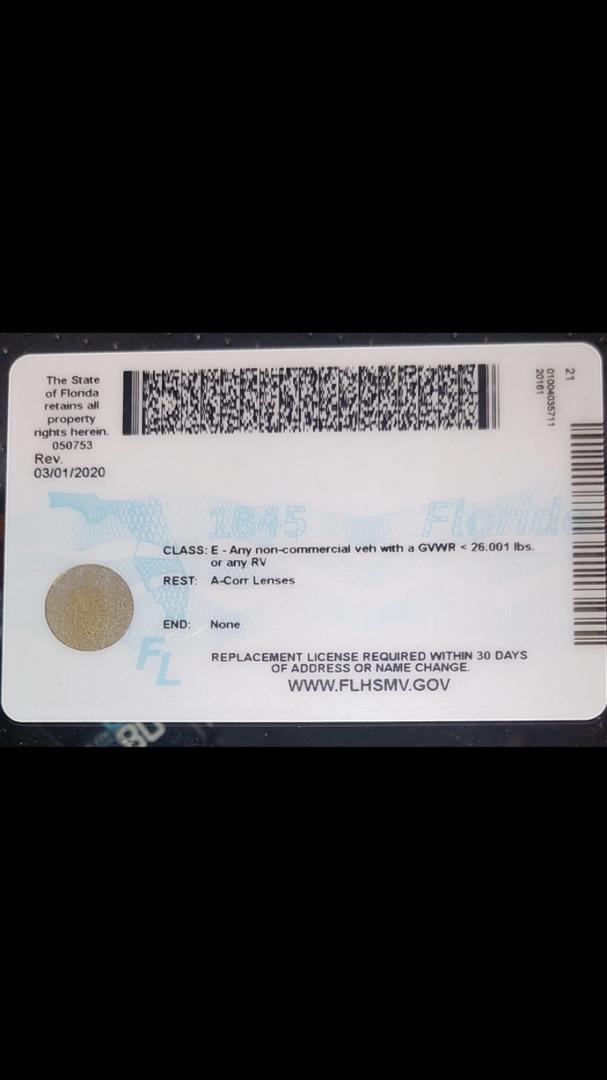 The State
of Florida
retains all
property
rights herein.
050753
Rev.
03/01/2020
21
01004035711
20161
1845
Florida
CLASS: E - Any non-commercial veh with a GVWR < 26.001 lbs.
or any RV
REST: A-Corr Lenses
END: None
FL
REPLACEMENT LICENSE REQUIRED WITHIN 30 DAYS
OF ADDRESS OR NAME CHANGE.
WWW.FLHSMV.GOV
80